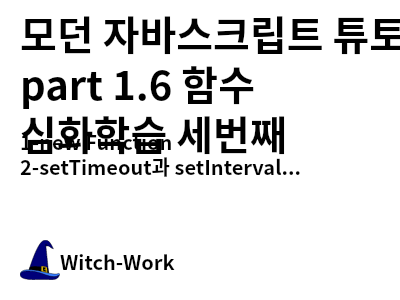 모던 자바스크립트 튜토
part 1.6 함수
심화학습 세번째
1-new Function
2-setTimeout과 setInterval...
Witch-Work